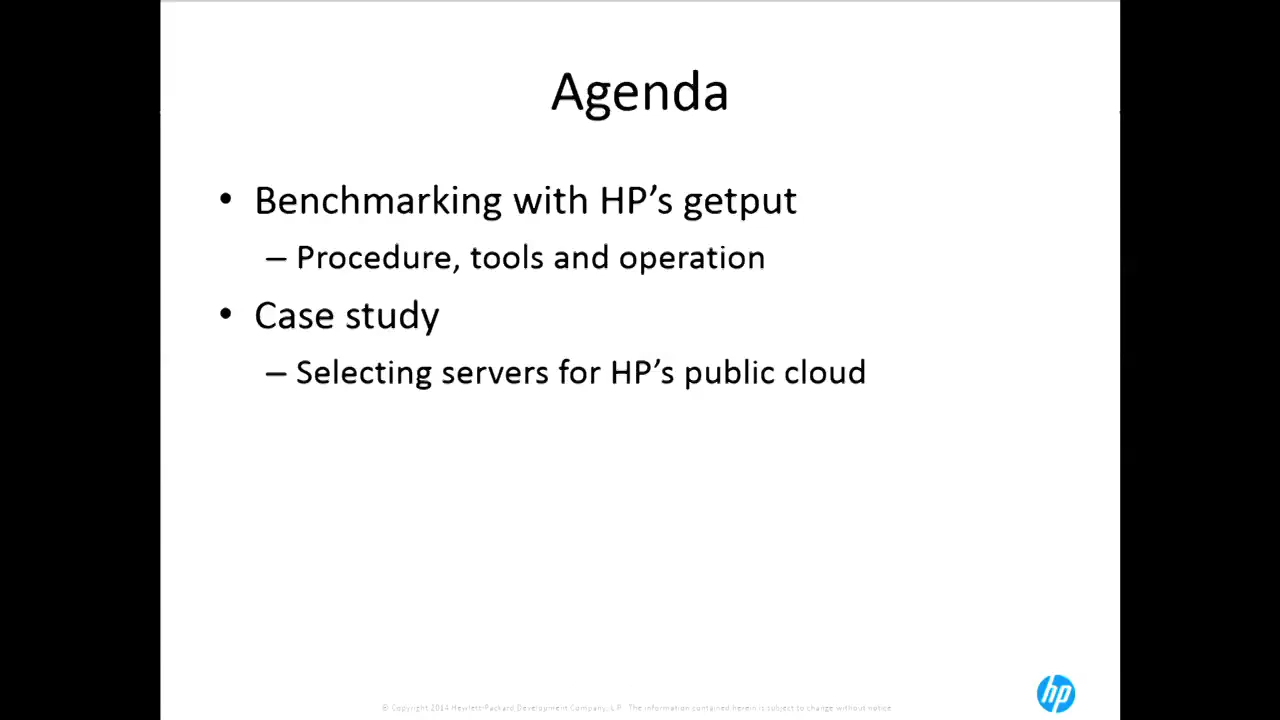 Agenda
• Benchmarking with HP’s getput
– Procedure, tools and operation
• Case study
– Selecting servers for HP’s public cloud
hp
© Copyright 2014 Hewlett-Packard Development Company, L.P. The information contained herein is subject to change without notice.